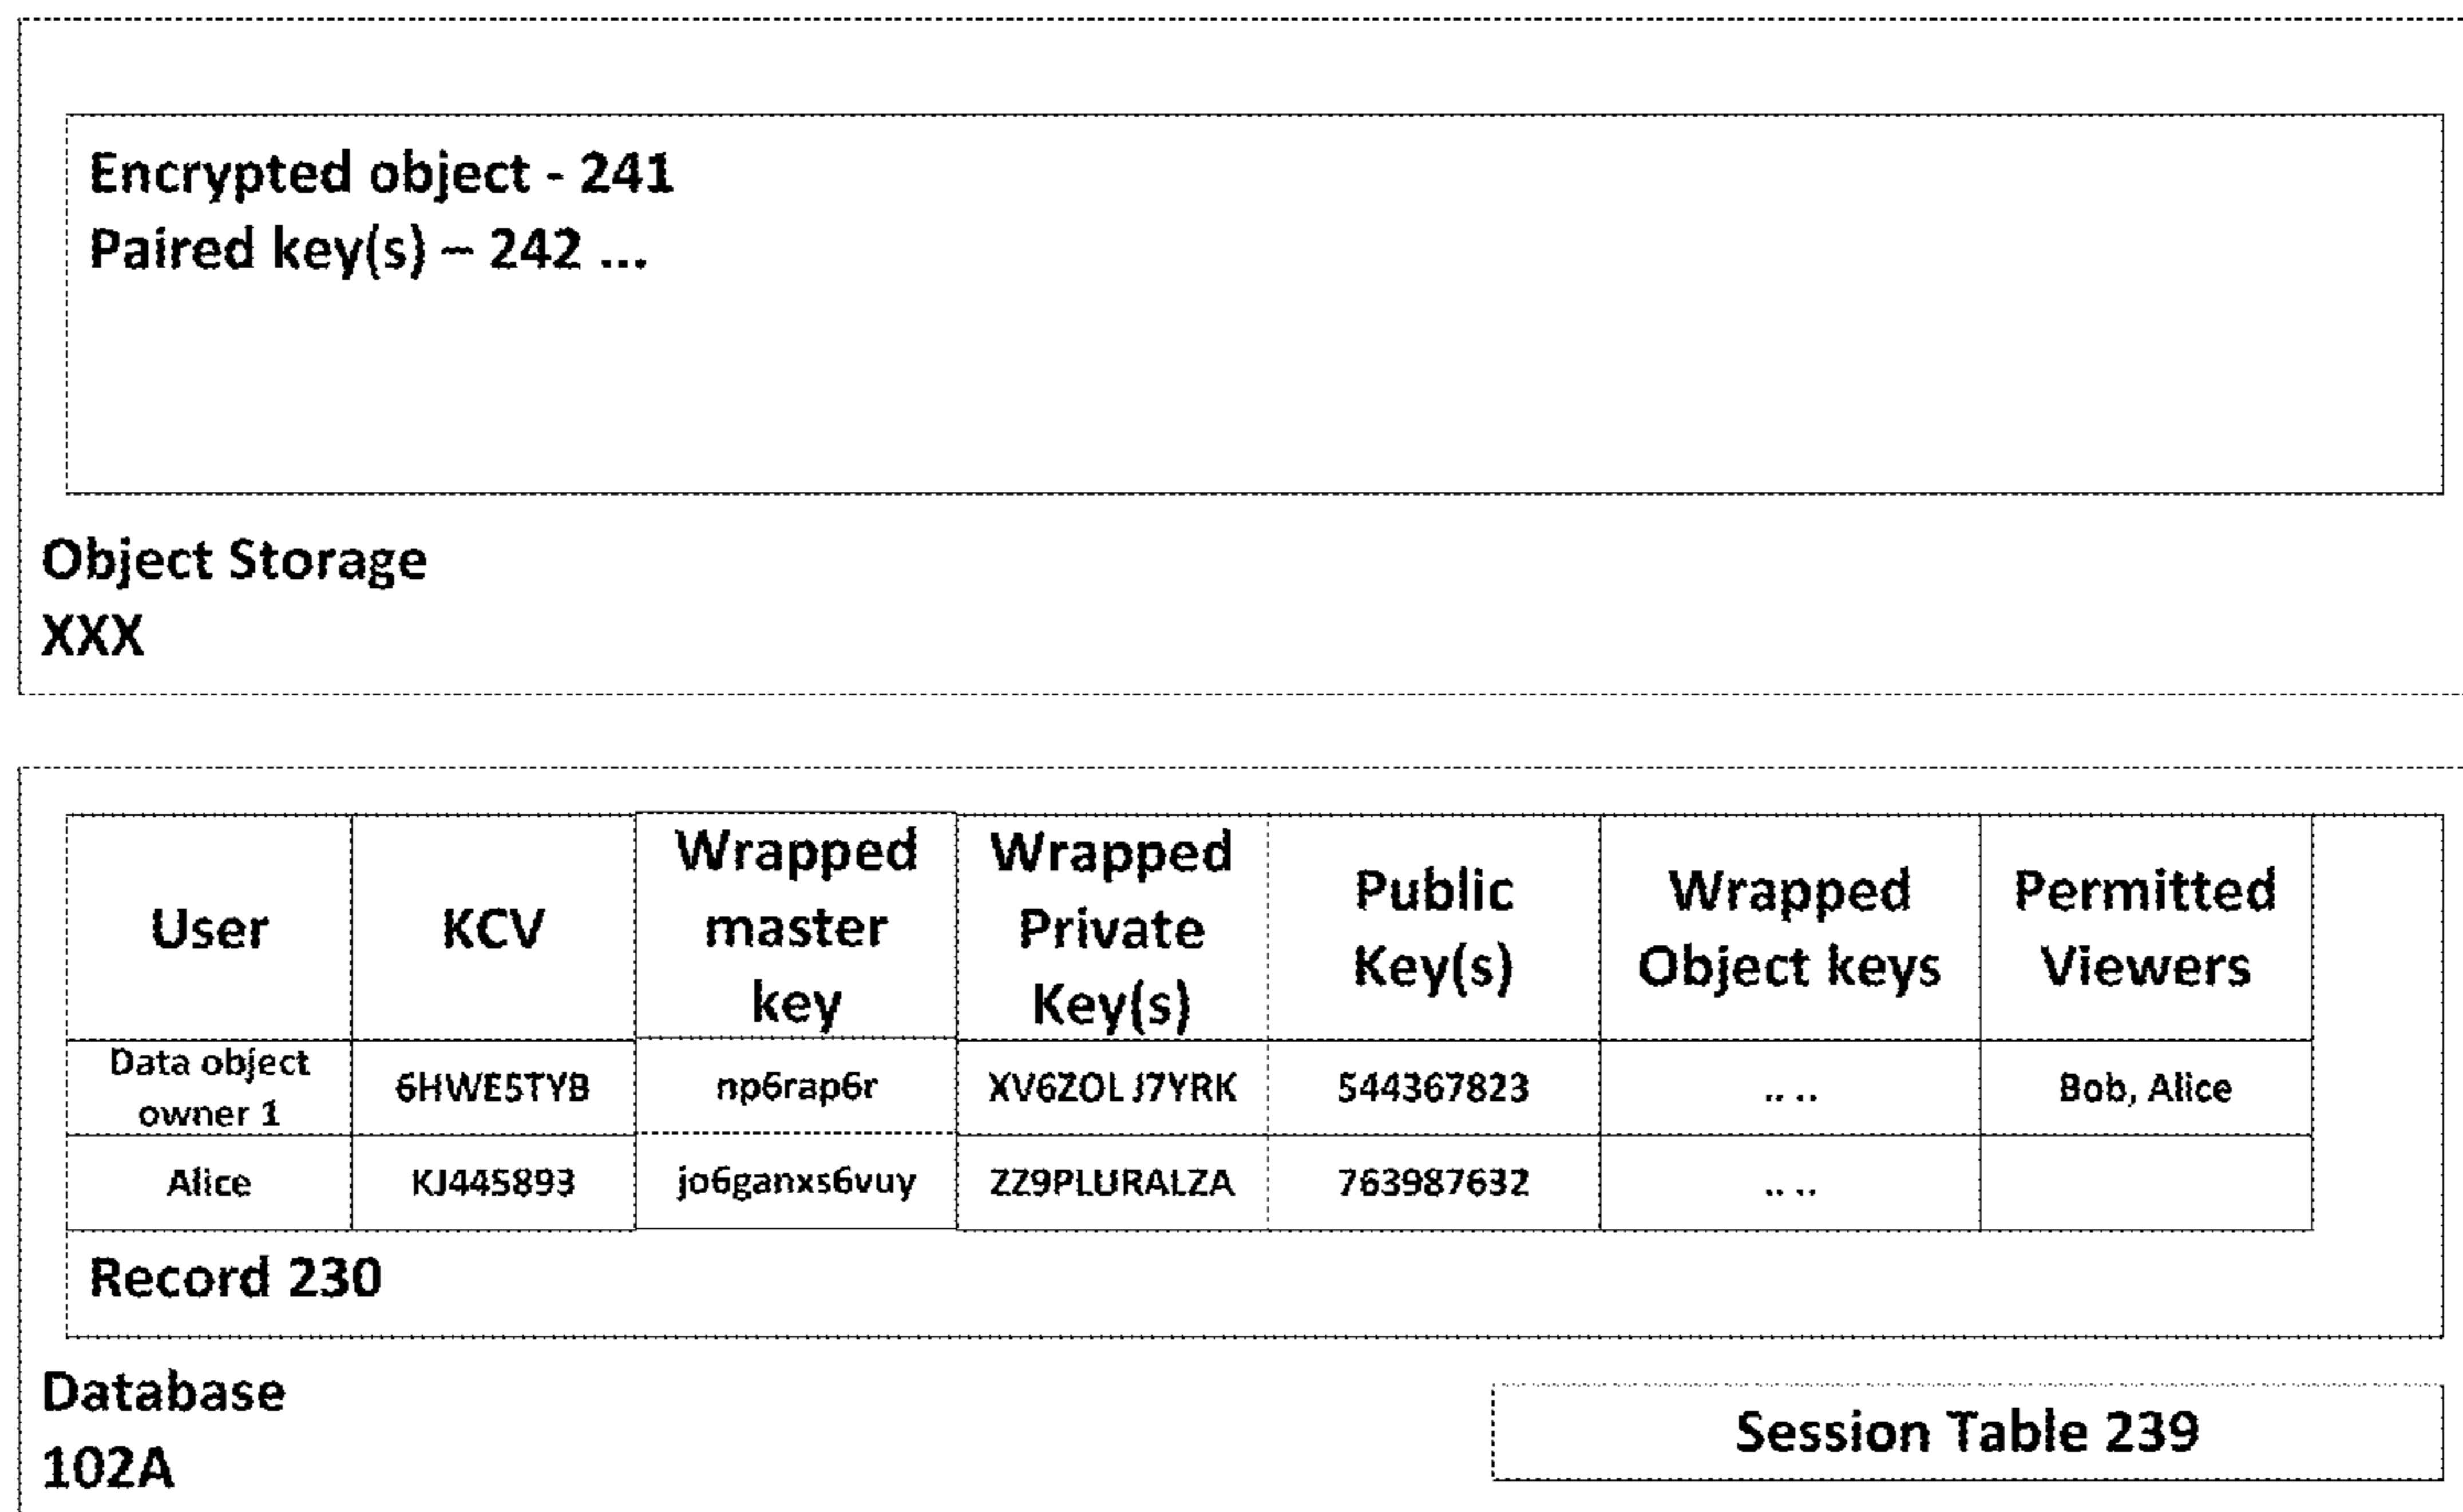 Encrypted object - 241
Paired key(s) – 242 ...
Object Storage
XXX
User
KCV
Wrapped
master
key
Wrapped
Private
Key(s)
Public
Key(s)
Wrapped
Object keys
Permitted
Viewers
Data object
owner 1
6HWE5TYB
np6rap6r
XV6ZOL J7YRK
544367823
.. ..
Bob, Alice
Alice
KJ445893
jo6ganxs6vuy
ZZ9PLURALZA
763987632
.. ..
Record 230
Database
102A
Session Table 239